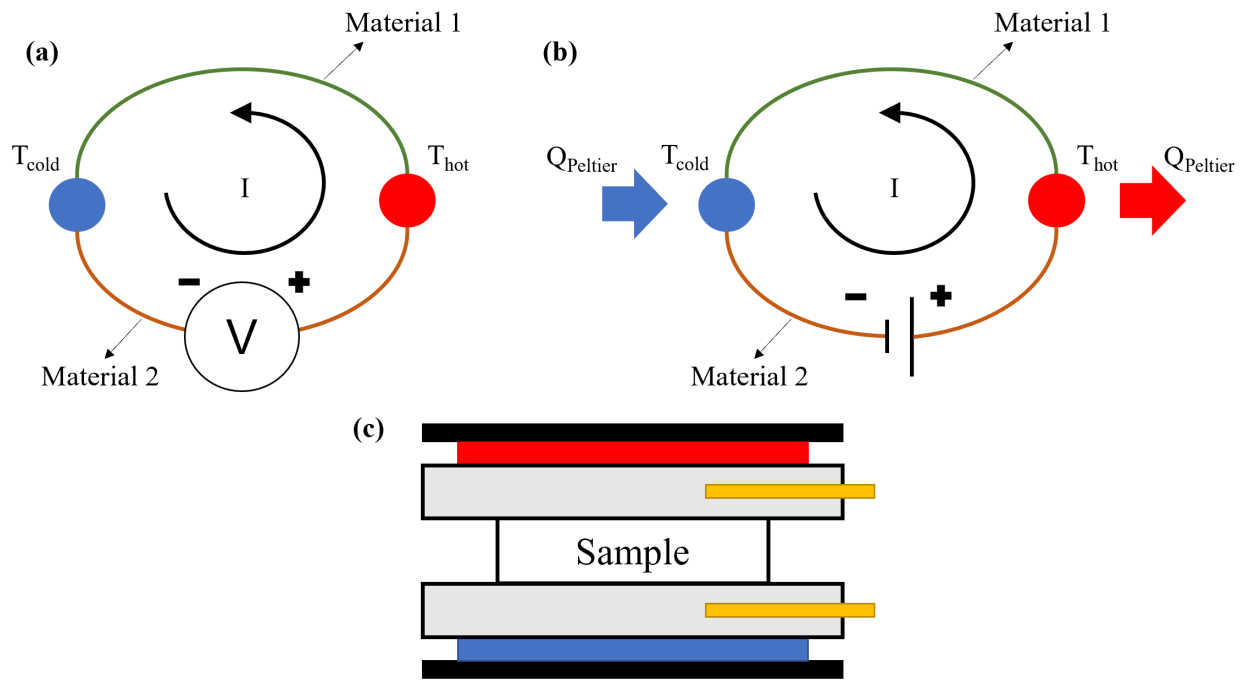 (a)
Material 1
T_cold
T_hot
I
− +
V
Material 2
(b)
Material 1
Q_Peltier
T_cold
T_hot
Q_Peltier
I
− +
Material 2
(c)
Sample